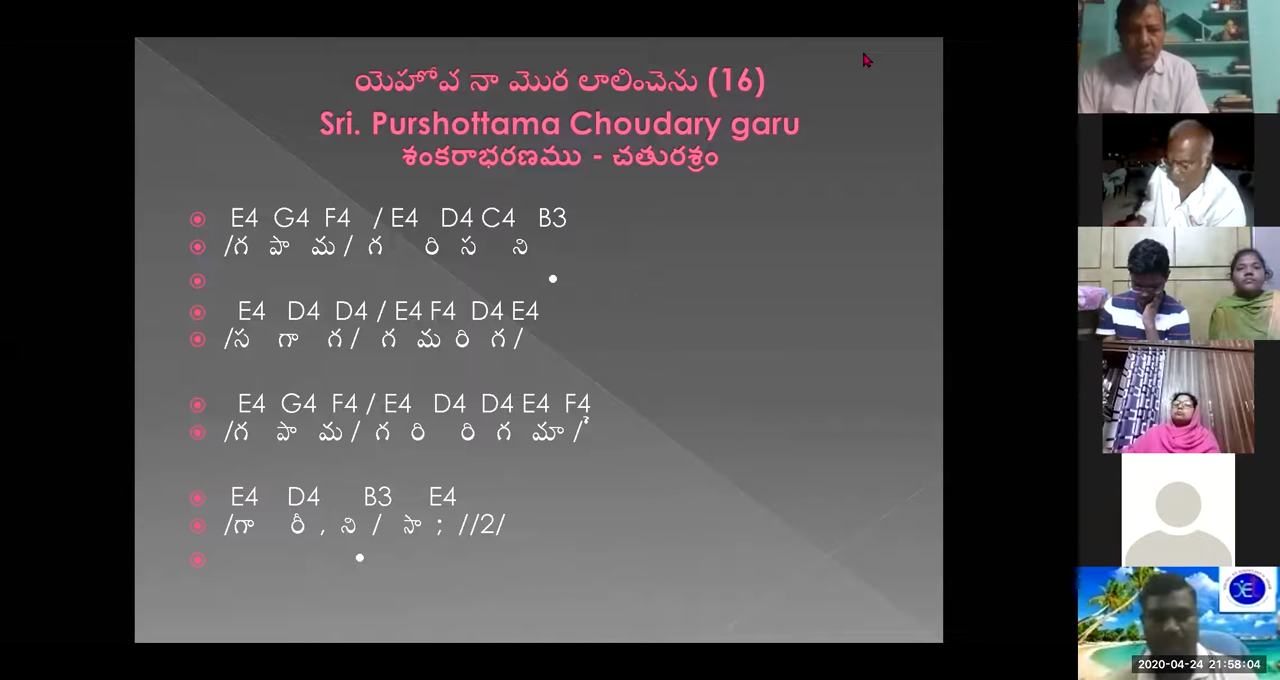 యెహోవ నా మొర లాలించెను (16)
Sri. Purshottama Choudary garu
శంకరాభరణము - చతురశ్రం
E4 G4 F4 / E4 D4 C4 B3
/గ పా మ / గ రి స ని
E4 D4 D4 / E4 F4 D4 E4
/స గా గ / గ మ రి గ /
E4 G4 F4 / E4 D4 D4 E4 F4
/గ పా మ / గ రి రి గ మా /
E4 D4 B3 E4
/గా రీ , ని / సా ; //2/
2020-04-24 21:58:04